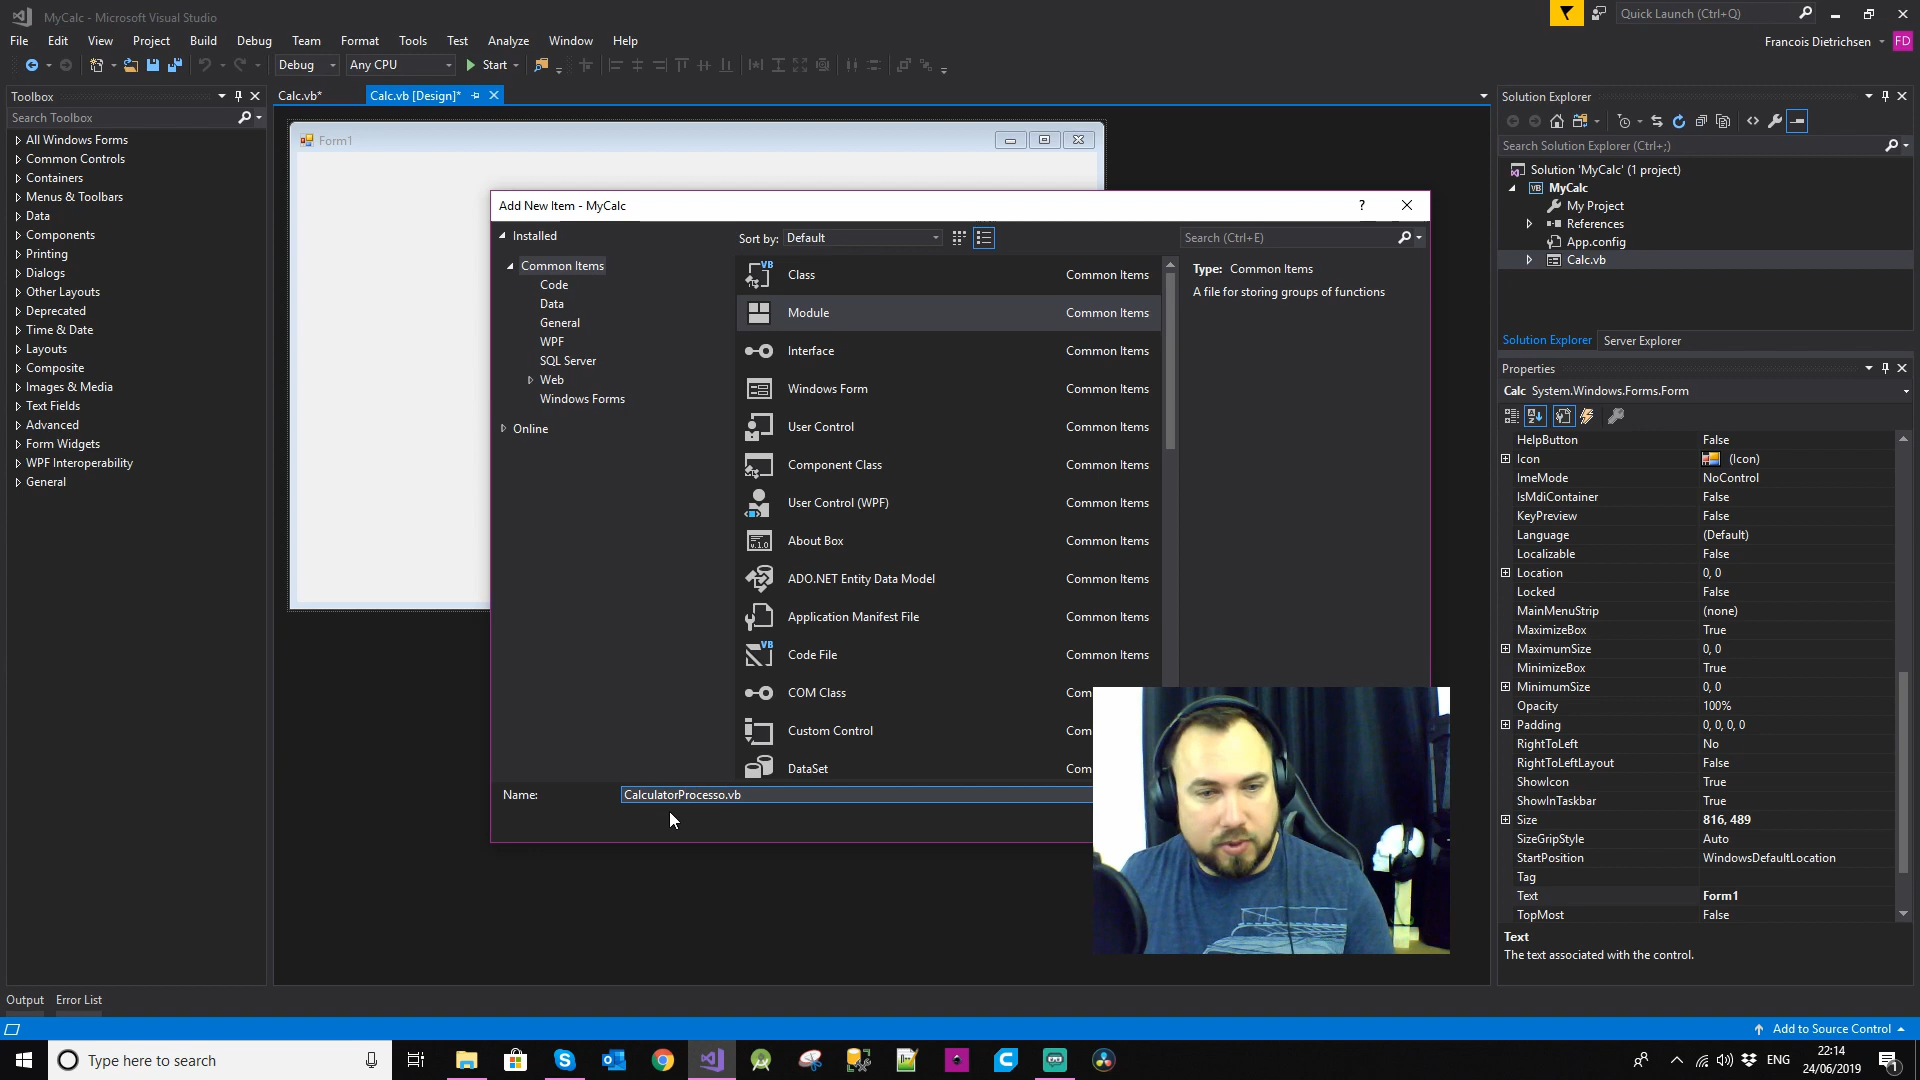 MyCalc - Microsoft Visual Studio
Quick Launch (Ctrl+Q)
File Edit View Project Build Debug Team Format Tools Test Analyze Window Help
Francois Dietrichsen FD
Debug Any CPU Start
Toolbox
Search Toolbox
All Windows Forms
Common Controls
Containers
Menus & Toolbars
Data
Components
Printing
Dialogs
Other Layouts
Deprecated
Time & Date
Layouts
Composite
Images & Media
Text Fields
Advanced
Form Widgets
WPF Interoperability
General
Calc.vb* Calc.vb [Design]*
Form1
Add New Item - MyCalc
?
Installed
Common Items
Code
Data
General
WPF
SQL Server
Web
Windows Forms
Online
Sort by: Default
Search (Ctrl+E)
Class Common Items
Module Common Items
Interface Common Items
Windows Form Common Items
User Control Common Items
Component Class Common Items
User Control (WPF) Common Items
About Box Common Items
ADO.NET Entity Data Model Common Items
Application Manifest File Common Items
Code File Common Items
COM Class Com
Custom Control Com
DataSet Com
Type: Common Items
A file for storing groups of functions
Name: CalculatorProcesso.vb
Solution Explorer
Search Solution Explorer (Ctrl+;)
Solution 'MyCalc' (1 project)
MyCalc
My Project
References
App.config
Calc.vb
Solution Explorer Server Explorer
Properties
Calc System.Windows.Forms.Form
HelpButton False
Icon (Icon)
ImeMode NoControl
IsMdiContainer False
KeyPreview False
Language (Default)
Localizable False
Location 0, 0
Locked False
MainMenuStrip (none)
MaximizeBox True
MaximumSize 0, 0
MinimizeBox True
MinimumSize 0, 0
Opacity 100%
Padding 0, 0, 0, 0
RightToLeft No
RightToLeftLayout False
ShowIcon True
ShowInTaskbar True
Size 816, 489
SizeGripStyle Auto
StartPosition WindowsDefaultLocation
Tag
Text Form1
TopMost False
Text
The text associated with the control.
Output Error List
Add to Source Control
Type here to search
ENG
22:14
24/06/2019
1